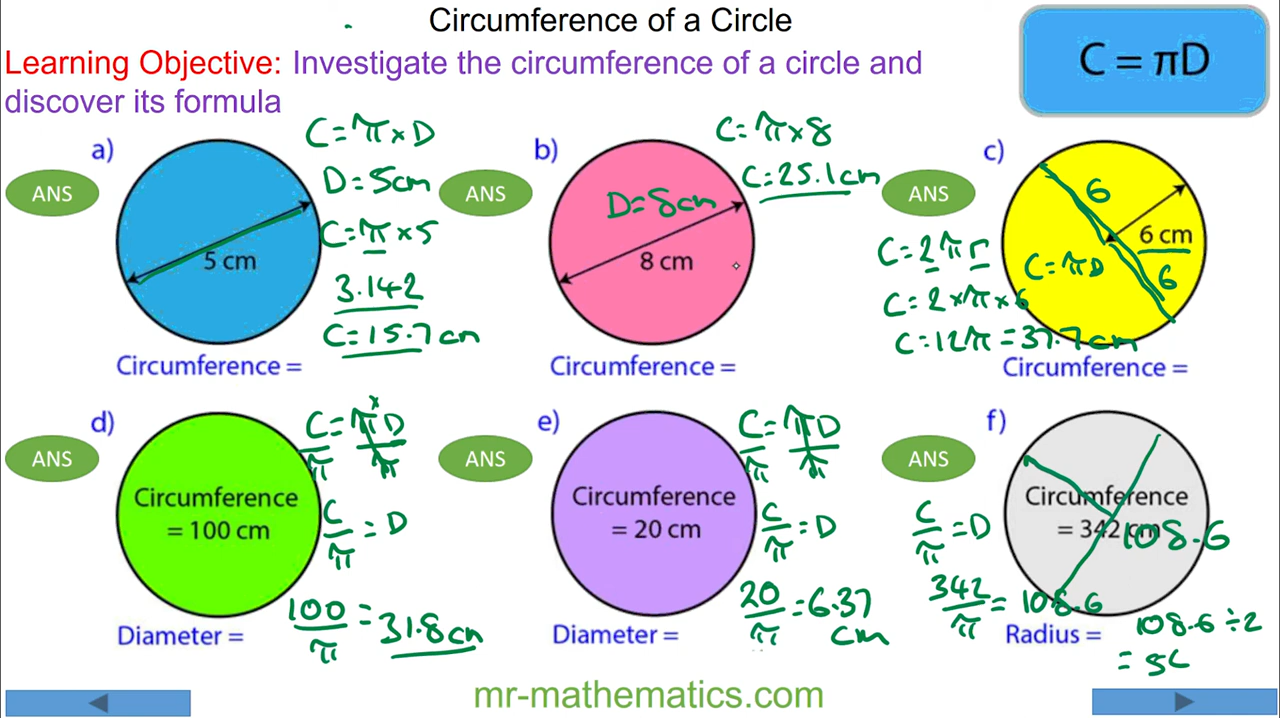 Circumference of a Circle
C = πD
Learning Objective: Investigate the circumference of a circle and
discover its formula
a)
ANS
5 cm
C=π×D
D=5cm
C=π×5
3.142
C=15.7cm
Circumference =
b)
ANS
D=8cm
8 cm
C=π×8
C=25.1cm
Circumference =
c)
ANS
6
6 cm
6
C=2πr
C=πD
C=2×π×6
C=12π=37.7cm
Circumference =
d)
ANS
Circumference
= 100 cm
C=π×D
π π
C/π=D
100/π=31.8cm
Diameter =
e)
ANS
Circumference
= 20 cm
C=πD
π π
C/π=D
20/π=6.37
cm
Diameter =
f)
ANS
Circumference
= 342 cm
108.6
C/π=D
342/π=108.6
Radius =
108.6÷2
=5
mr-mathematics.com